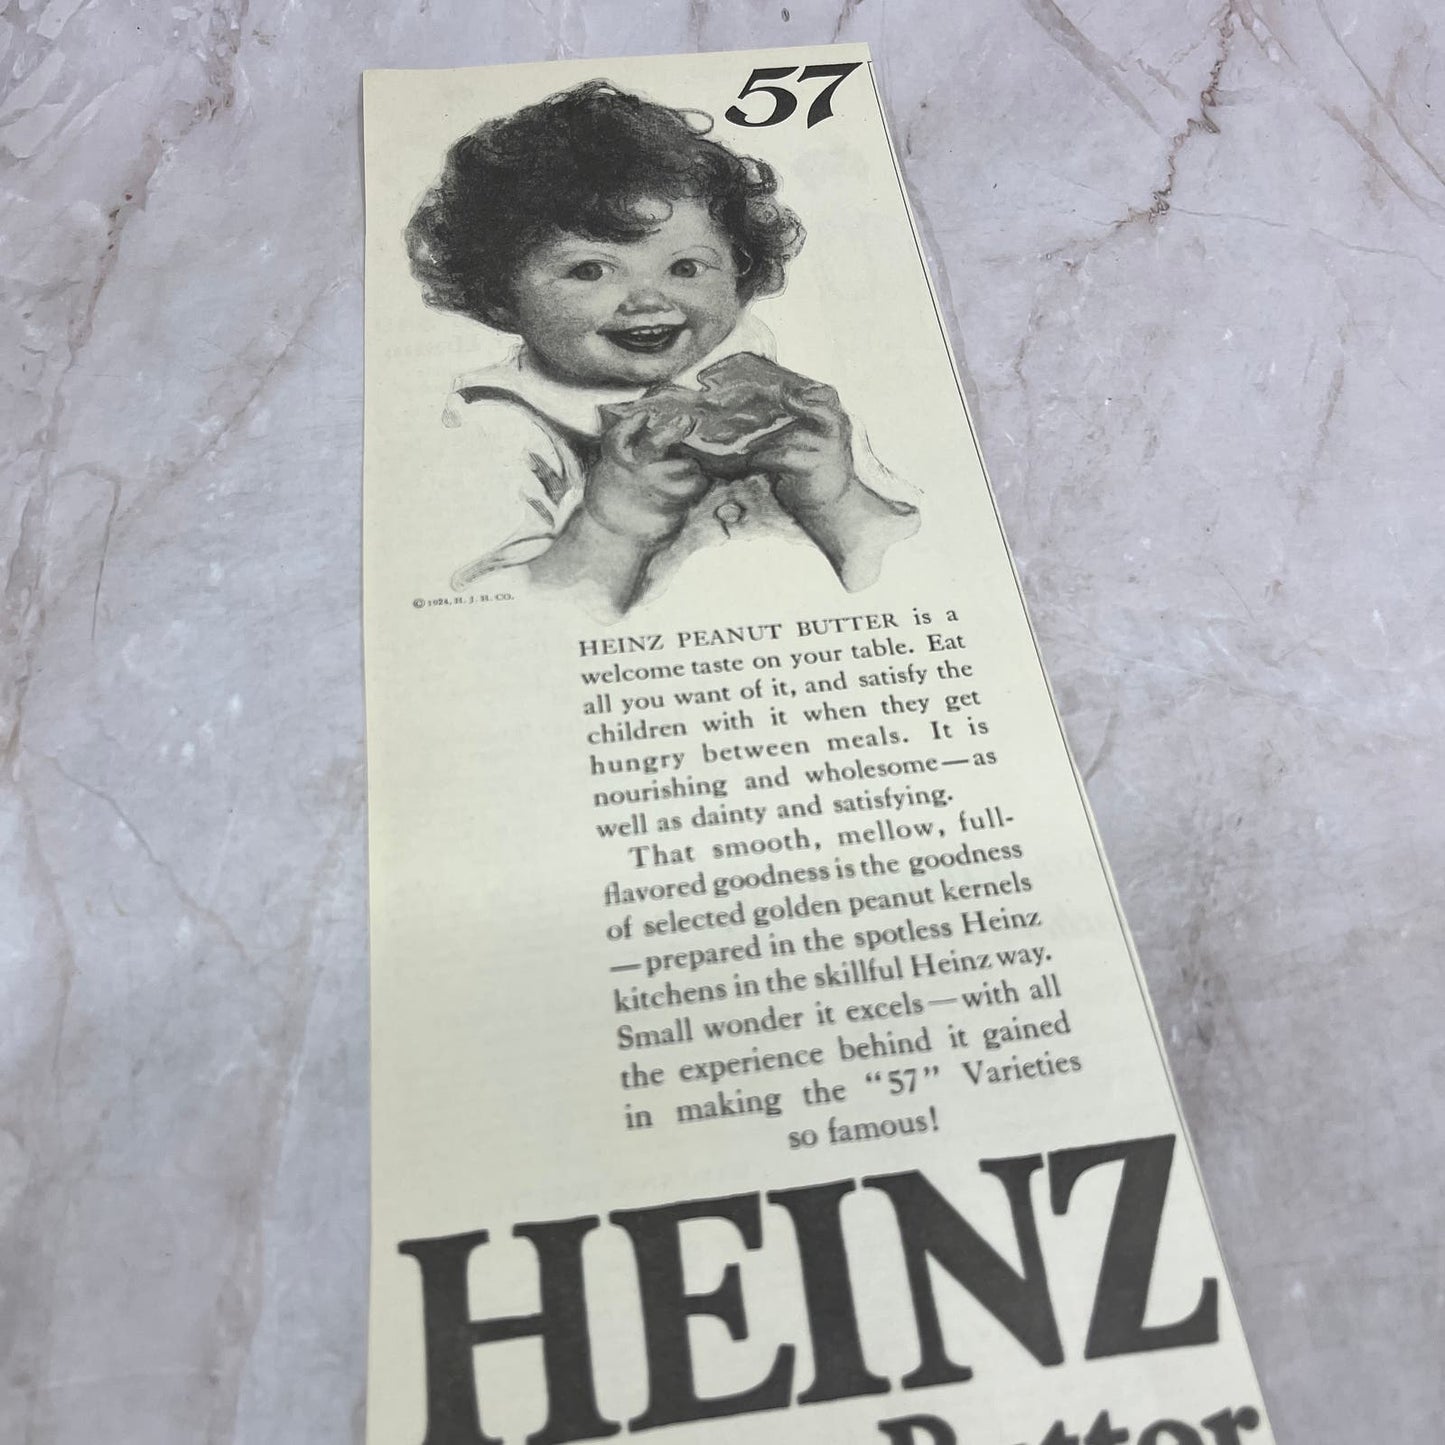 57
© 1924, H. J. H. CO.
HEINZ PEANUT BUTTER is a
welcome taste on your table. Eat
all you want of it, and satisfy the
children with it when they get
hungry between meals. It is
nourishing and wholesome—as
well as dainty and satisfying.
That smooth, mellow, full-
flavored goodness is the goodness
of selected golden peanut kernels
—prepared in the spotless Heinz
kitchens in the skillful Heinz way.
Small wonder it excels—with all
the experience behind it gained
in making the "57" Varieties
so famous!
HEINZ
Butter